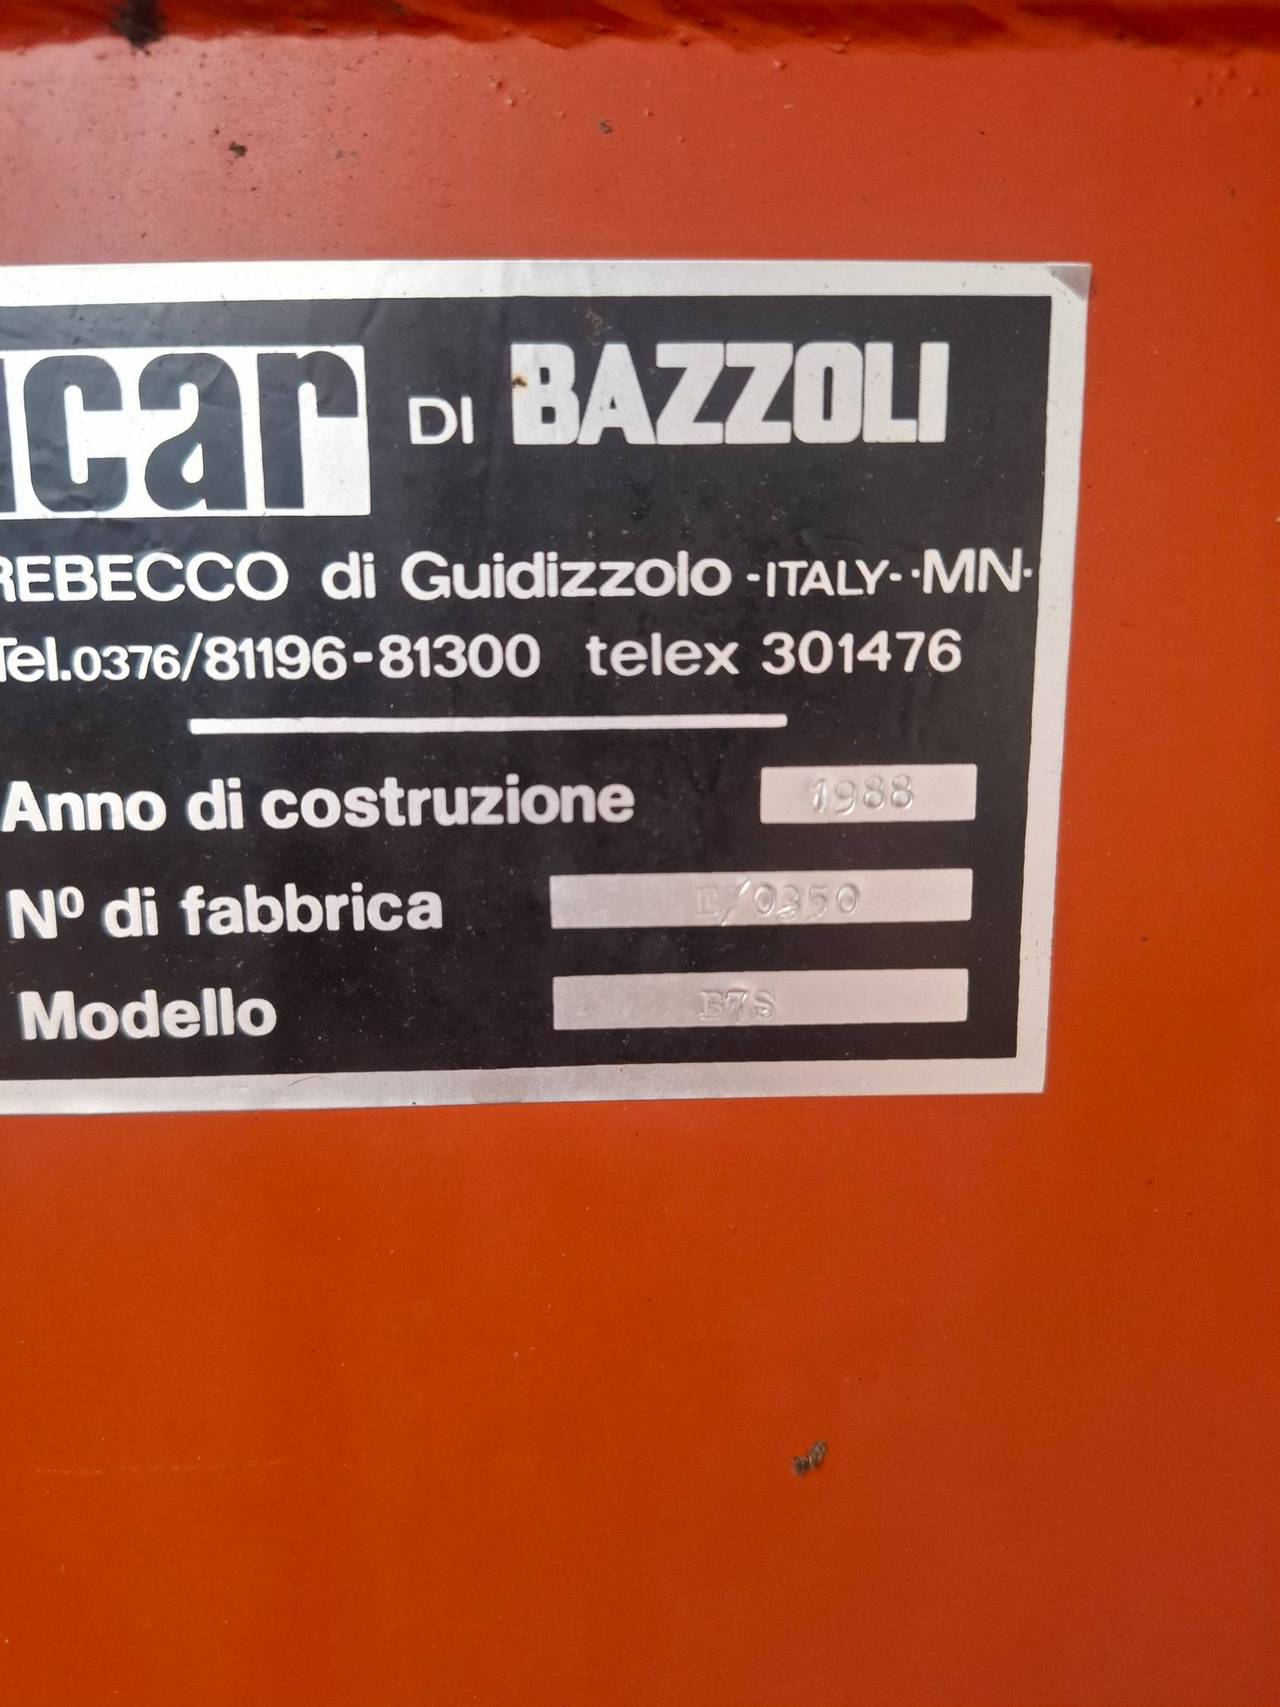 car DI BAZZOLI
REBECCO di Guidizzolo -ITALY- ·MN·
Tel.0376/81196-81300 telex 301476
Anno di costruzione 1988
Nº di fabbrica E/0350
Modello B7S